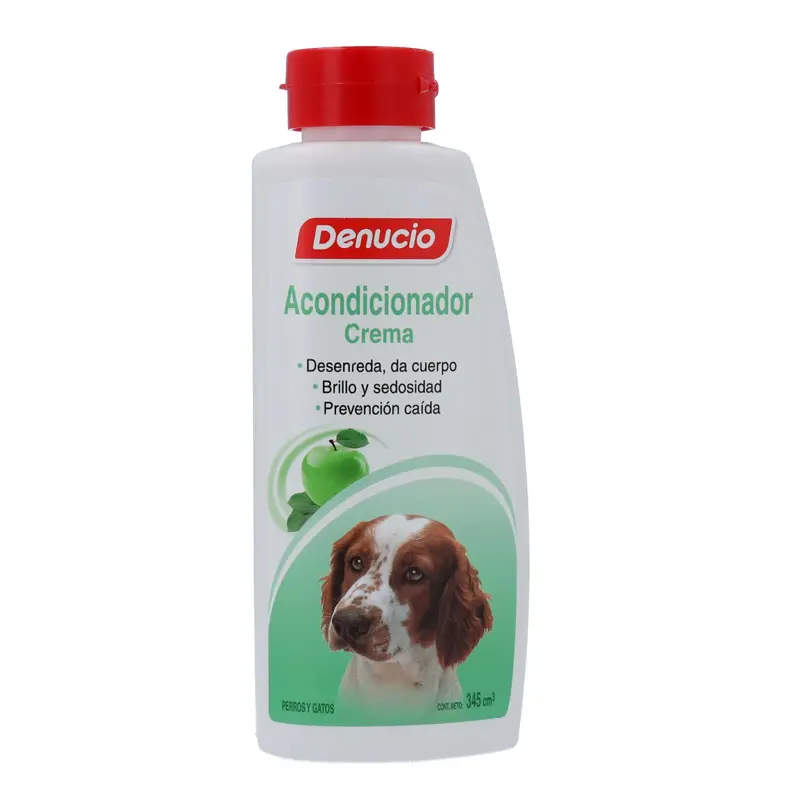 Denucio
Acondicionador
Crema
• Desenreda, da cuerpo
• Brillo y sedosidad
• Prevención caída
PERROS Y GATOS
CONT. NETO: 345 cm³